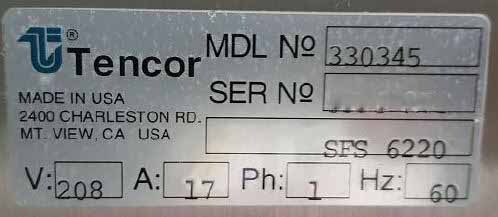 ® Tencor
MDL Nº 330345
SER Nº
MADE IN USA
2400 CHARLESTON RD.
MT. VIEW, CA USA
SFS 6220
V: 208 A: 17 Ph: 1 Hz: 60